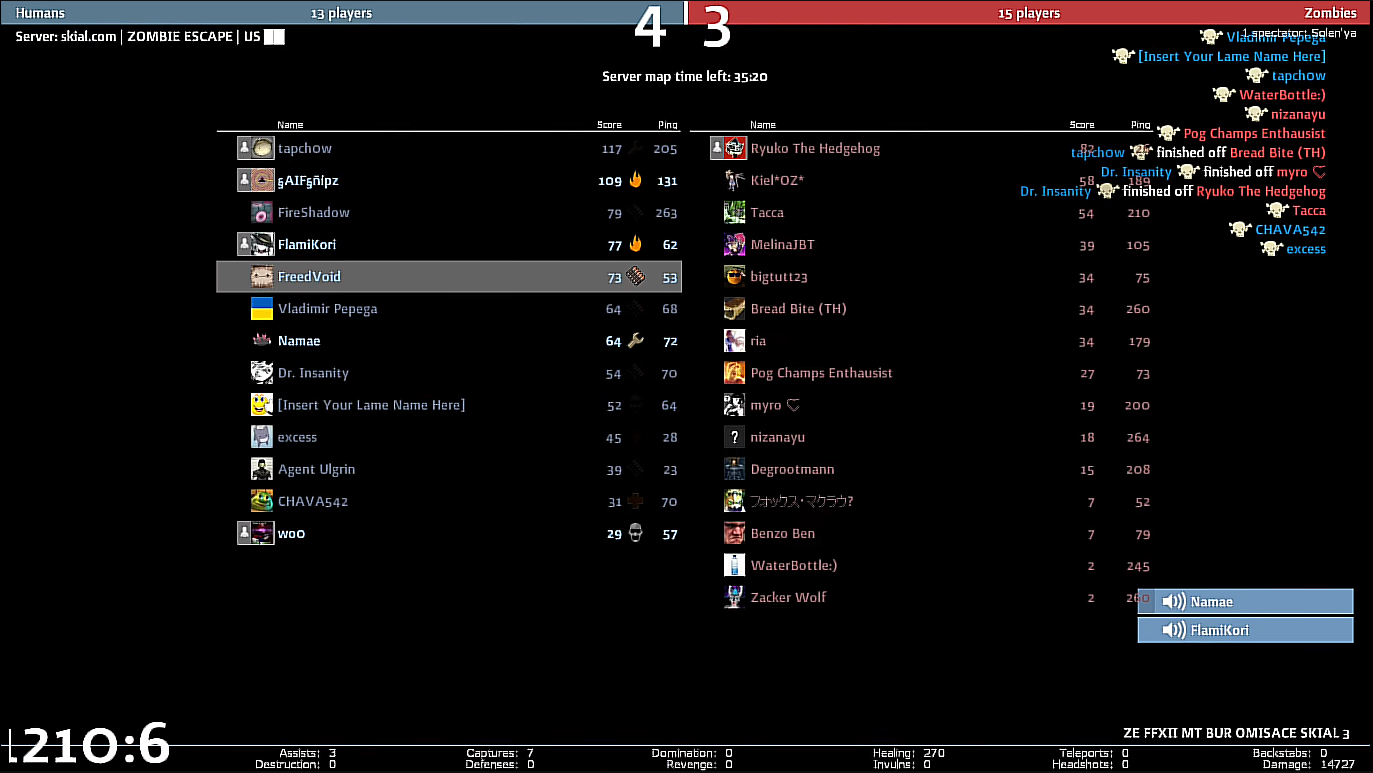 Humans 13 players 4 3 15 players Zombies
Server: skial.com | ZOMBIE ESCAPE | US
1 spectator: Solen'ya
Vladimir Pepega
[Insert Your Lame Name Here]
Server map time left: 35:20
tapchow
WaterBottle:)
nizanayu
Pog Champs Enthausist
tapchow finished off Bread Bite (TH)
Dr. Insanity finished off myro ♡
Dr. Insanity finished off Ryuko The Hedgehog
Tacca
CHAVA542
excess
Name Score Ping
tapchow 117 205
§AIF§ñlpz 109 131
FireShadow 79 263
FlamiKori 77 62
FreedVoid 73 53
Vladimir Pepega 64 68
Namae 64 72
Dr. Insanity 54 70
[Insert Your Lame Name Here] 52 64
excess 45 28
Agent Ulgrin 39 23
CHAVA542 31 70
woo 29 57
Name Score Ping
Ryuko The Hedgehog
Kiel*OZ* 58 189
Tacca 54 210
MelinaJBT 39 105
bigtutt23 34 75
Bread Bite (TH) 34 260
ria 34 179
Pog Champs Enthausist 27 73
myro ♡ 19 200
nizanayu 18 264
Degrootmann 15 208
フォックス・マクラウ? 7 52
Benzo Ben 7 79
WaterBottle:) 2 245
Zacker Wolf 2 260
Namae
FlamiKori
ZE FFXII MT BUR OMISACE SKIAL 3
210:6
Assists: 3 Captures: 7 Domination: 0 Healing: 270 Teleports: 0 Backstabs: 0
Destruction: 0 Defenses: 0 Revenge: 0 Invulns: 0 Headshots: 0 Damage: 14727